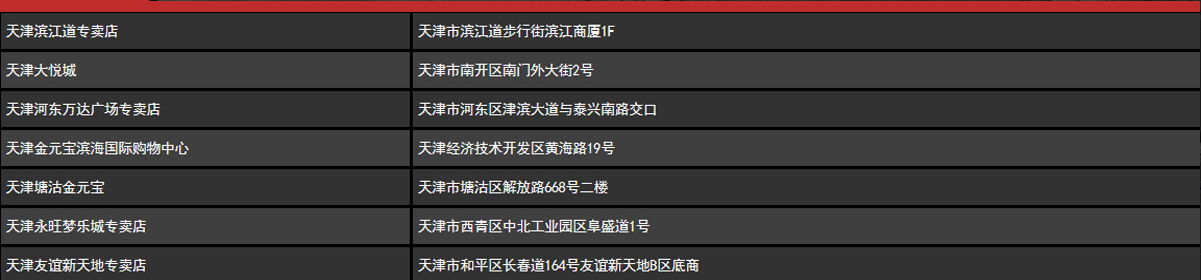 天津滨江道专卖店 天津市滨江道步行街滨江商厦1F
天津大悦城 天津市南开区南门外大街2号
天津河东万达广场专卖店 天津市河东区津滨大道与泰兴南路交口
天津金元宝滨海国际购物中心 天津经济技术开发区黄海路19号
天津塘沽金元宝 天津市塘沽区解放路668号二楼
天津永旺梦乐城专卖店 天津市西青区中北工业园区阜盛道1号
天津友谊新天地专卖店 天津市和平区长春道164号友谊新天地B区底商